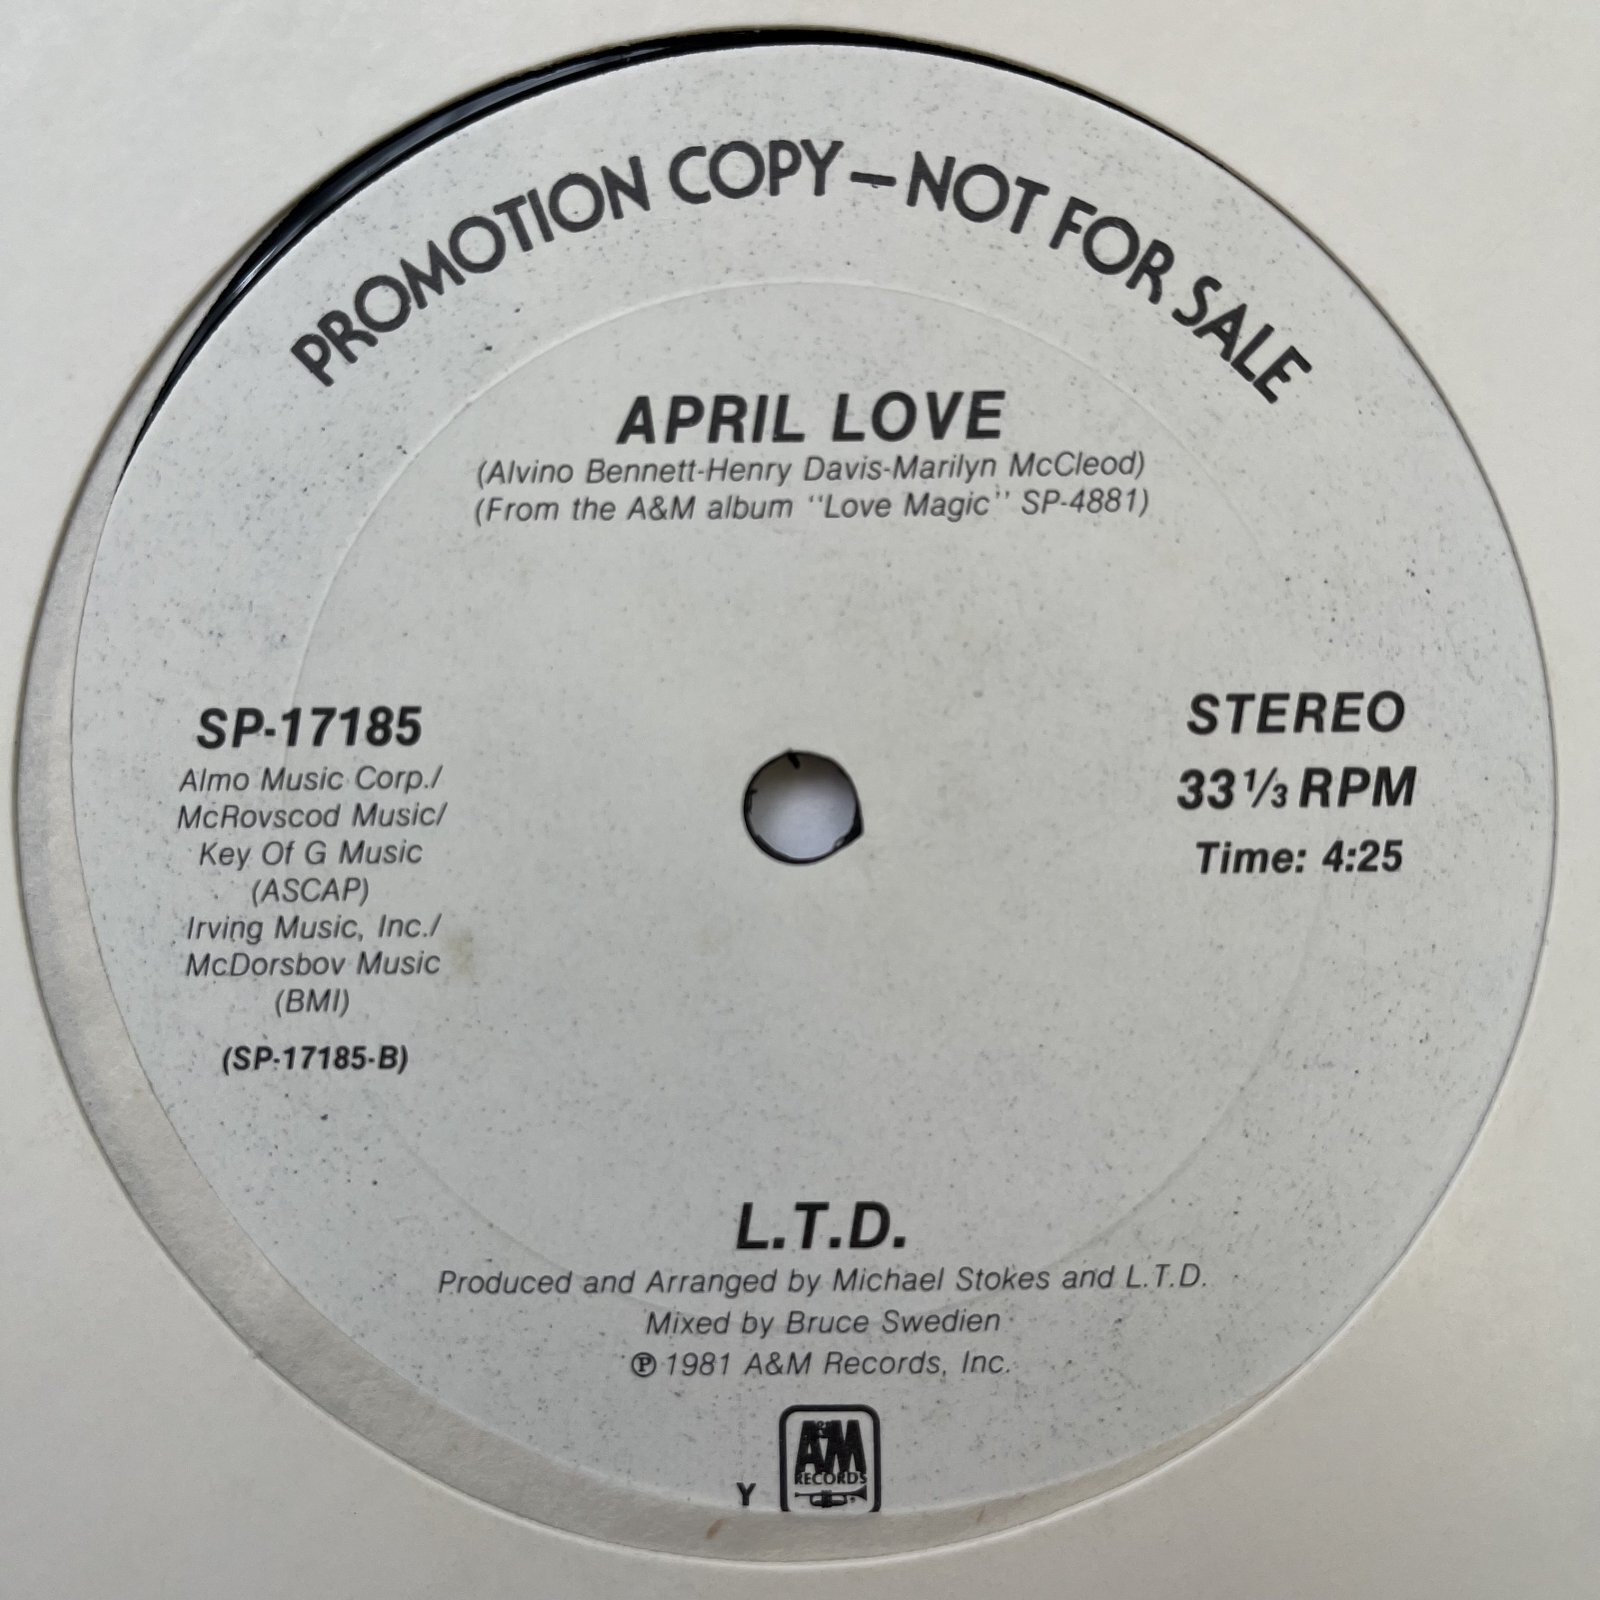 PROMOTION COPY — NOT FOR SALE
APRIL LOVE
(Alvino Bennett-Henry Davis-Marilyn McCleod)
(From the A&M album "Love Magic" SP-4881)
SP-17185
Almo Music Corp./
McRovscod Music/
Key Of G Music
(ASCAP)
Irving Music, Inc./
McDorsbov Music
(BMI)
(SP-17185-B)
STEREO
33 1/3 RPM
Time: 4:25
L.T.D.
Produced and Arranged by Michael Stokes and L.T.D.
Mixed by Bruce Swedien
℗ 1981 A&M Records, Inc.
A&M
RECORDS
Y